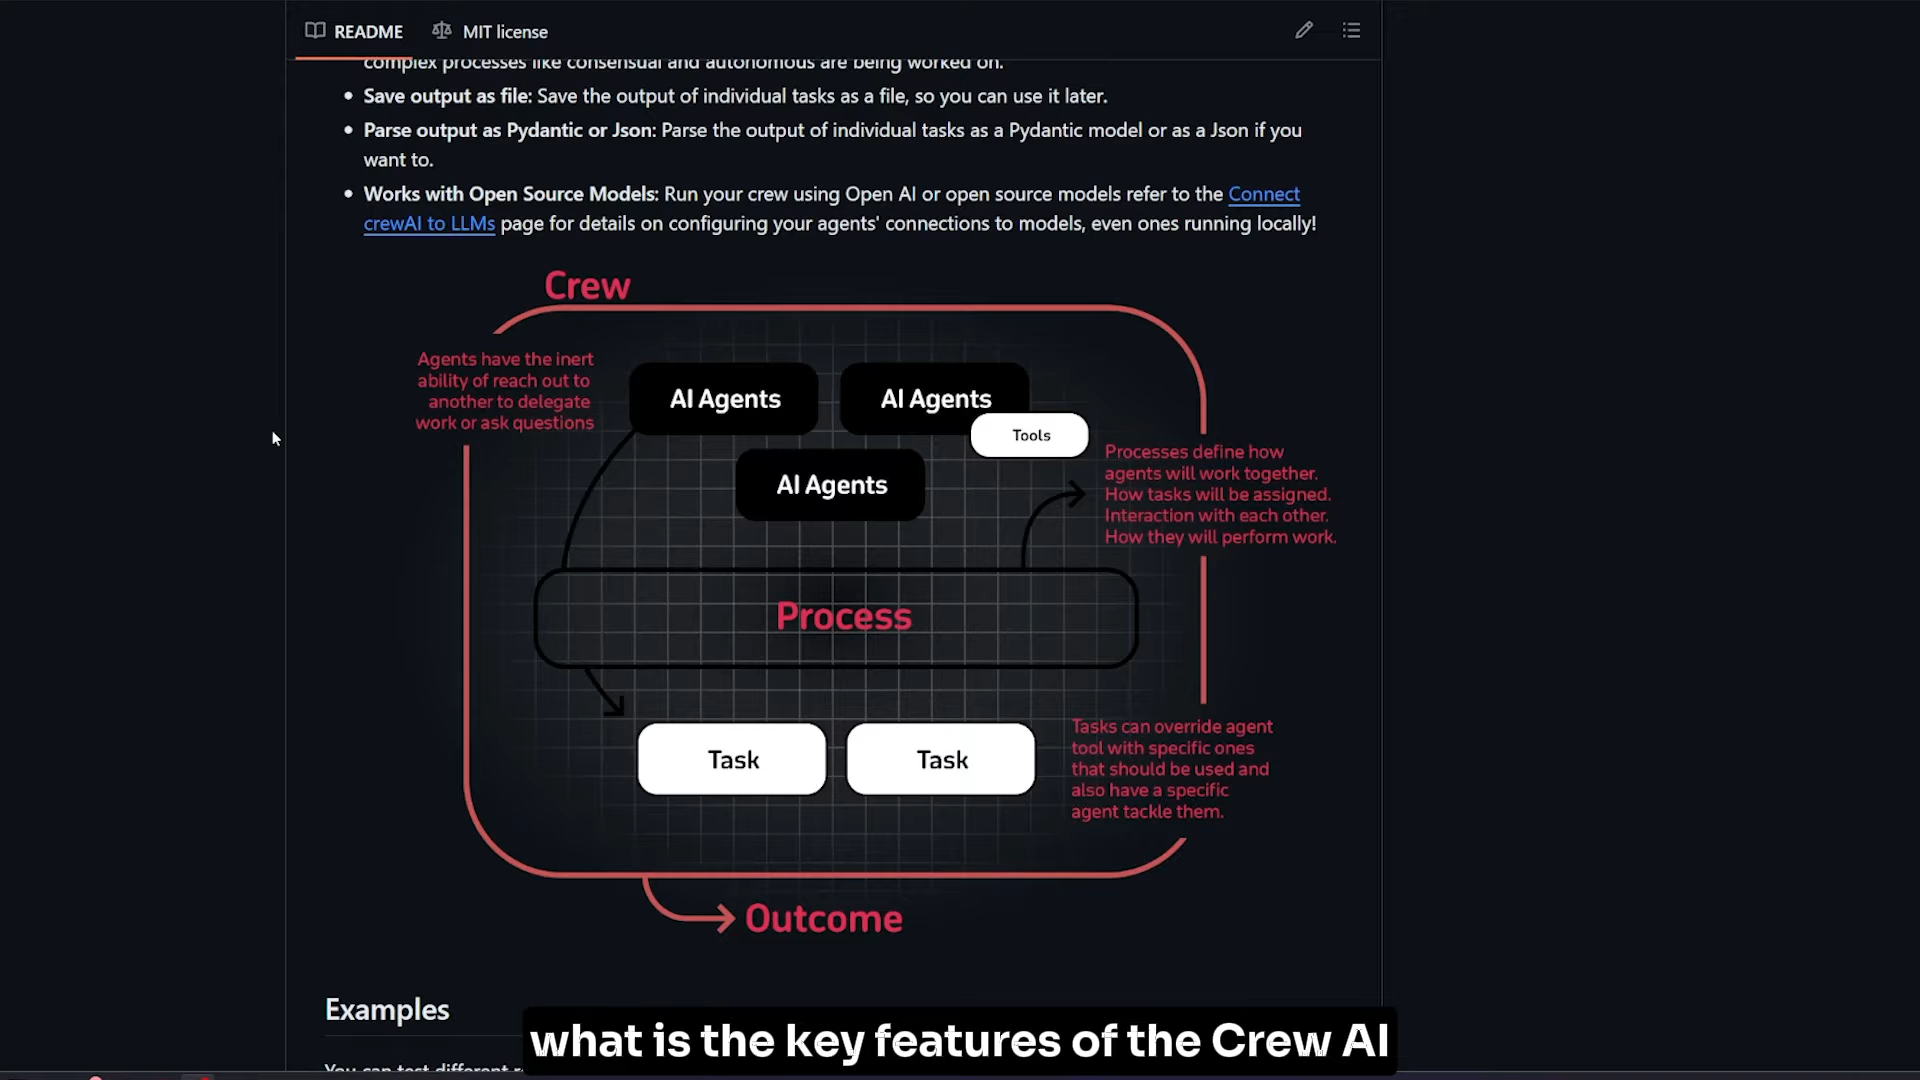 README
MIT license
complex processes like consensual and autonomous are being worked on.
Save output as file: Save the output of individual tasks as a file, so you can use it later.
Parse output as Pydantic or Json: Parse the output of individual tasks as a Pydantic model or as a Json if you
want to.
Works with Open Source Models: Run your crew using Open AI or open source models refer to the Connect
crewAI to LLMs page for details on configuring your agents' connections to models, even ones running locally!
Crew
Agents have the inert
ability of reach out to
another to delegate
work or ask questions
AI Agents
AI Agents
Tools
AI Agents
Processes define how
agents will work together.
How tasks will be assigned.
Interaction with each other.
How they will perform work.
Process
Task
Task
Tasks can override agent
tool with specific ones
that should be used and
also have a specific
agent tackle them.
Outcome
Examples
You can test different
what is the key features of the Crew AI